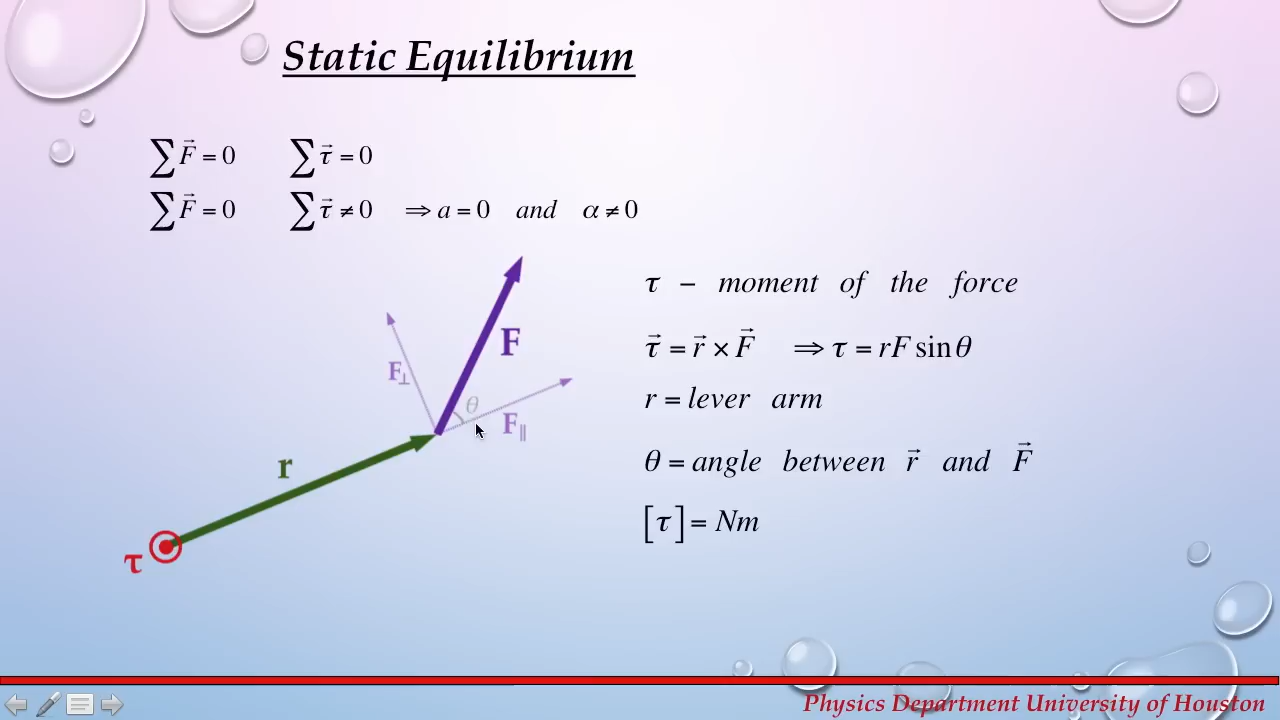 Static Equilibrium
∑F⃗ = 0 ∑τ⃗ = 0
∑F⃗ = 0 ∑τ⃗ ≠ 0 ⇒ a = 0 and α ≠ 0
τ – moment of the force
τ⃗ = r⃗ × F⃗ ⇒ τ = rF sin θ
r = lever arm
θ = angle between r⃗ and F⃗
[τ] = Nm
F
F⊥
θ
F∥
r
τ
Physics Department University of Houston